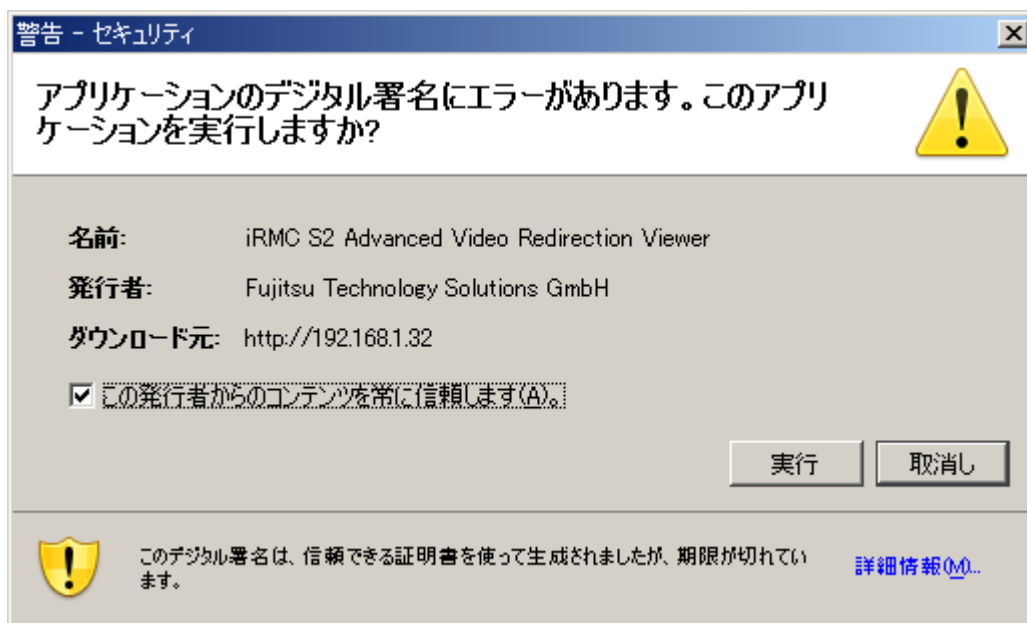 警告 - セキュリティ
アプリケーションのデジタル署名にエラーがあります。このアプリ
ケーションを実行しますか?
名前: iRMC S2 Advanced Video Redirection Viewer
発行者: Fujitsu Technology Solutions GmbH
ダウンロード元: http://192.168.1.32
この発行者からのコンテンツを常に信頼します(A)。
実行 取消し
このデジタル署名は、信頼できる証明書を使って生成されましたが、期限が切れてい
ます。
詳細情報(M)...